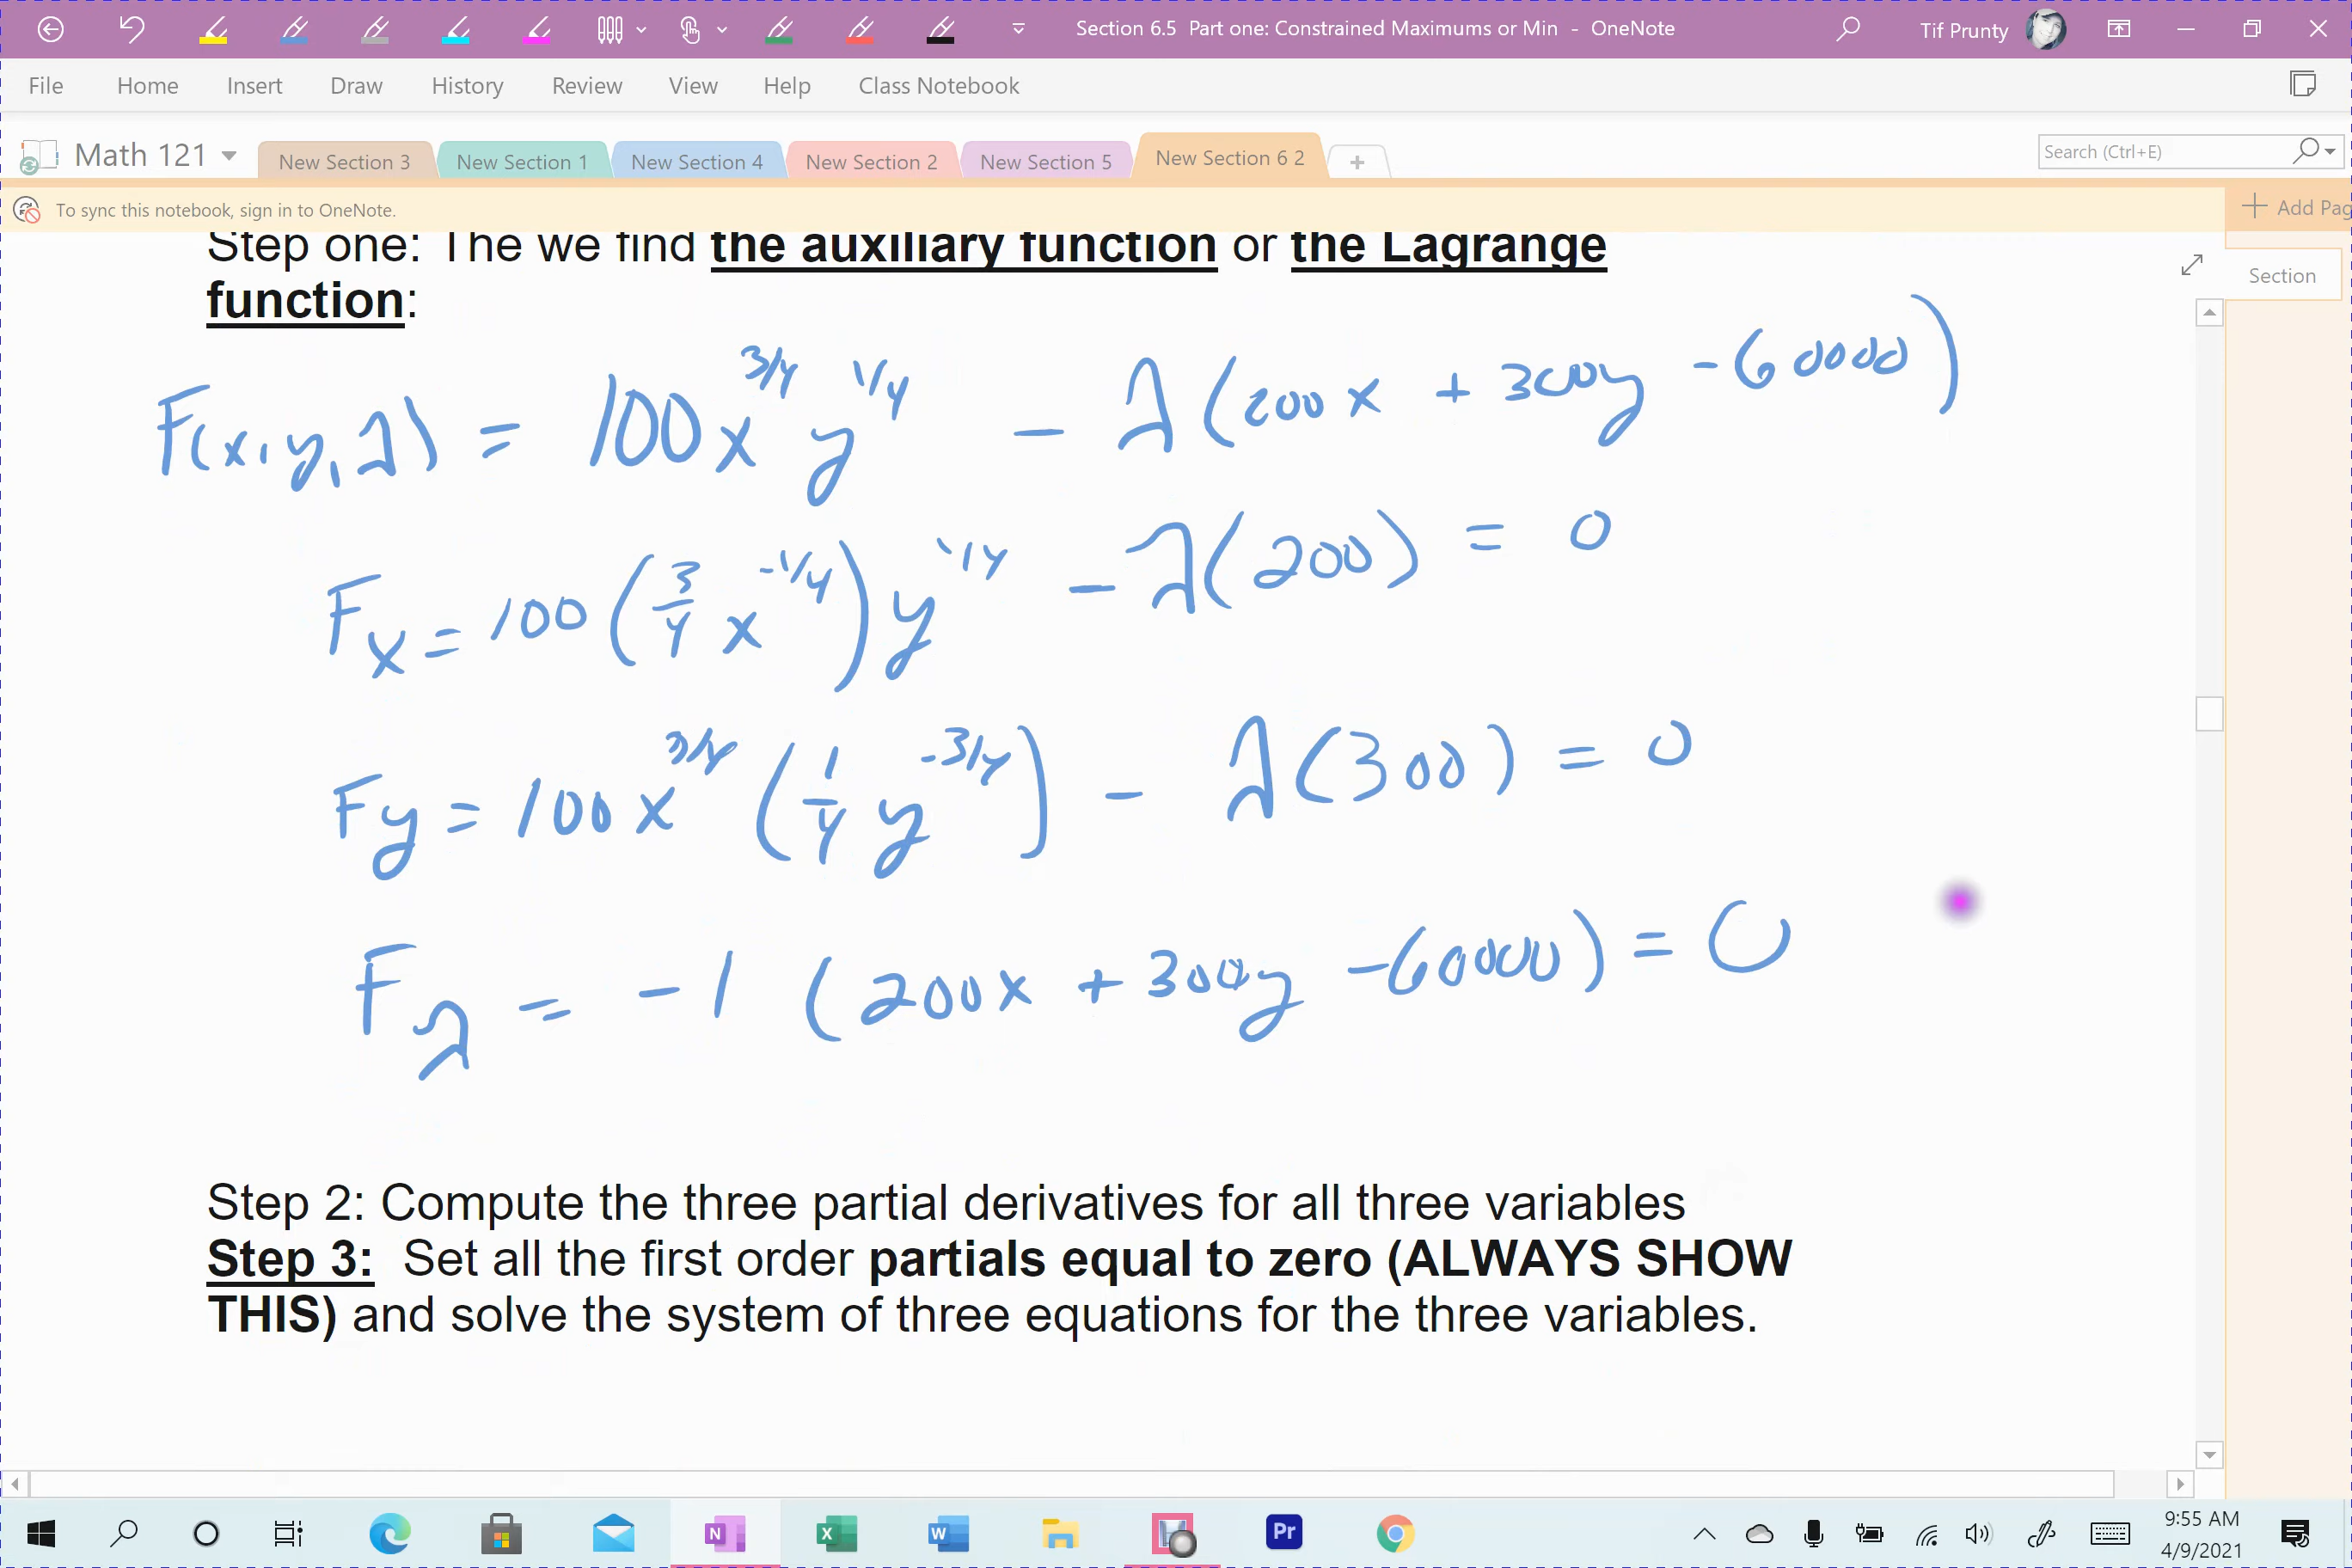 Section 6.5 Part one: Constrained Maximums or Min - OneNote
Tif Prunty
File Home Insert Draw History Review View Help Class Notebook
Math 121
New Section 3 New Section 1 New Section 4 New Section 2 New Section 5 New Section 6 2
Search (Ctrl+E)
To sync this notebook, sign in to OneNote.
Add Pag
Section
Step one: The we find the auxiliary function or the Lagrange
function:
F(x,y,λ) = 100x^3/4 y^1/4 - λ(200x + 300y - 60000)
Fx = 100(3/4 x^-1/4)y^1/4 - λ(200) = 0
Fy = 100x^3/4 (1/4 y^-3/4) - λ(300) = 0
Fλ = -1 (200x + 300y - 60000) = 0
Step 2: Compute the three partial derivatives for all three variables
Step 3: Set all the first order partials equal to zero (ALWAYS SHOW
THIS) and solve the system of three equations for the three variables.
N X W Pr
9:55 AM
4/9/2021